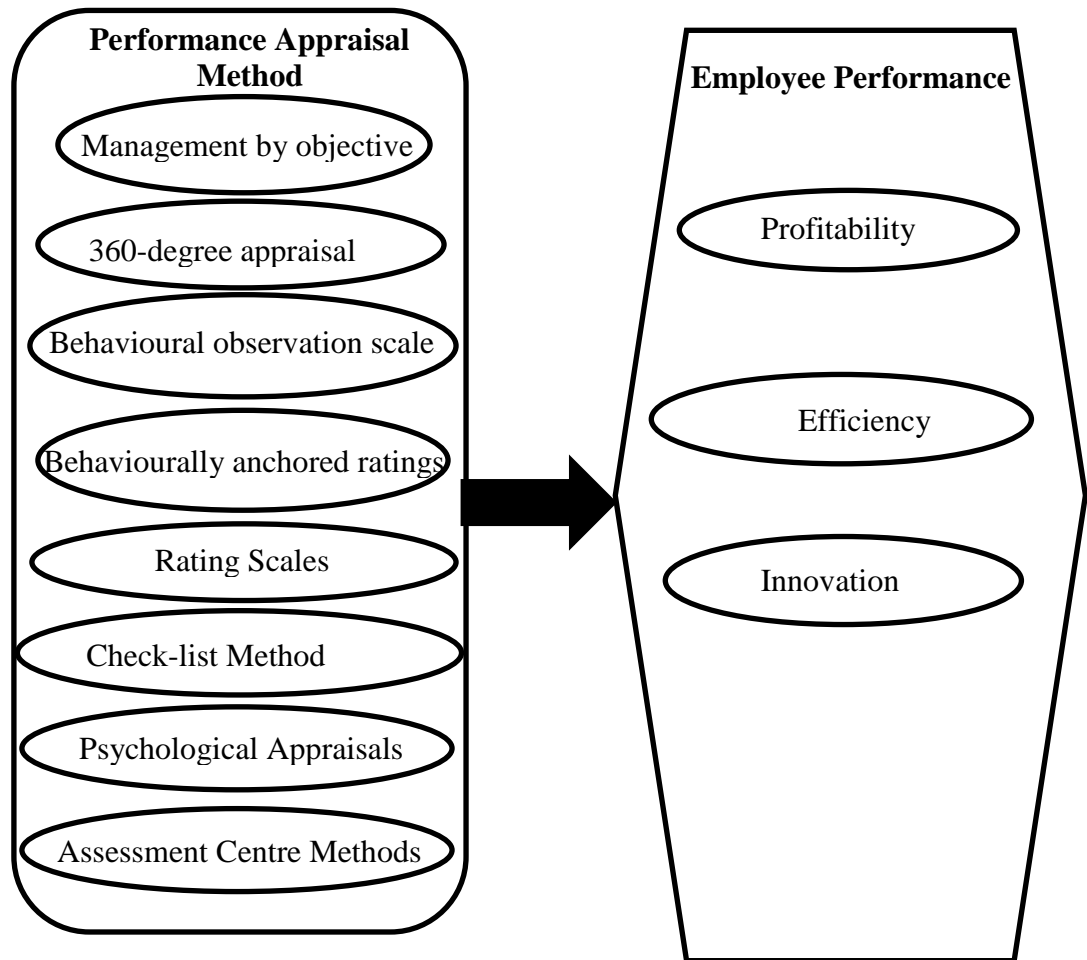 Performance Appraisal
Method
Management by objective
360-degree appraisal
Behavioural observation scale
Behaviourally anchored ratings
Rating Scales
Check-list Method
Psychological Appraisals
Assessment Centre Methods
Employee Performance
Profitability
Efficiency
Innovation